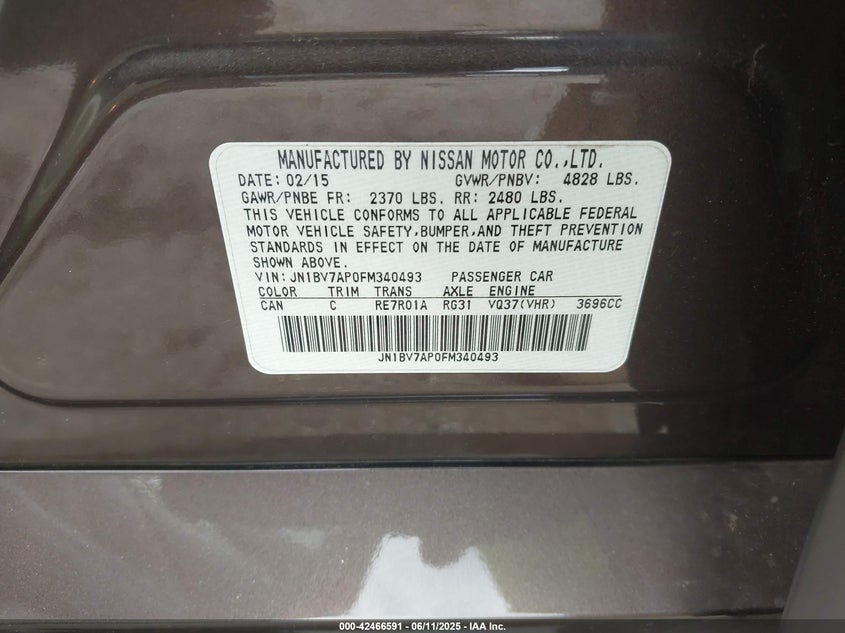 MANUFACTURED BY NISSAN MOTOR CO.,LTD.
DATE: 02/15 GVWR/PNBV: 4828 LBS.
GAWR/PNBE FR: 2370 LBS. RR: 2480 LBS.
THIS VEHICLE CONFORMS TO ALL APPLICABLE FEDERAL
MOTOR VEHICLE SAFETY,BUMPER,AND THEFT PREVENTION
STANDARDS IN EFFECT ON THE DATE OF MANUFACTURE
SHOWN ABOVE.
VIN: JN1BV7AP0FM340493 PASSENGER CAR
COLOR TRIM TRANS AXLE ENGINE
CAN C RE7R01A RG31 VQ37(VHR) 3696CC
JN1BV7AP0FM340493
000-42466591 - 06/11/2025 - IAA Inc.